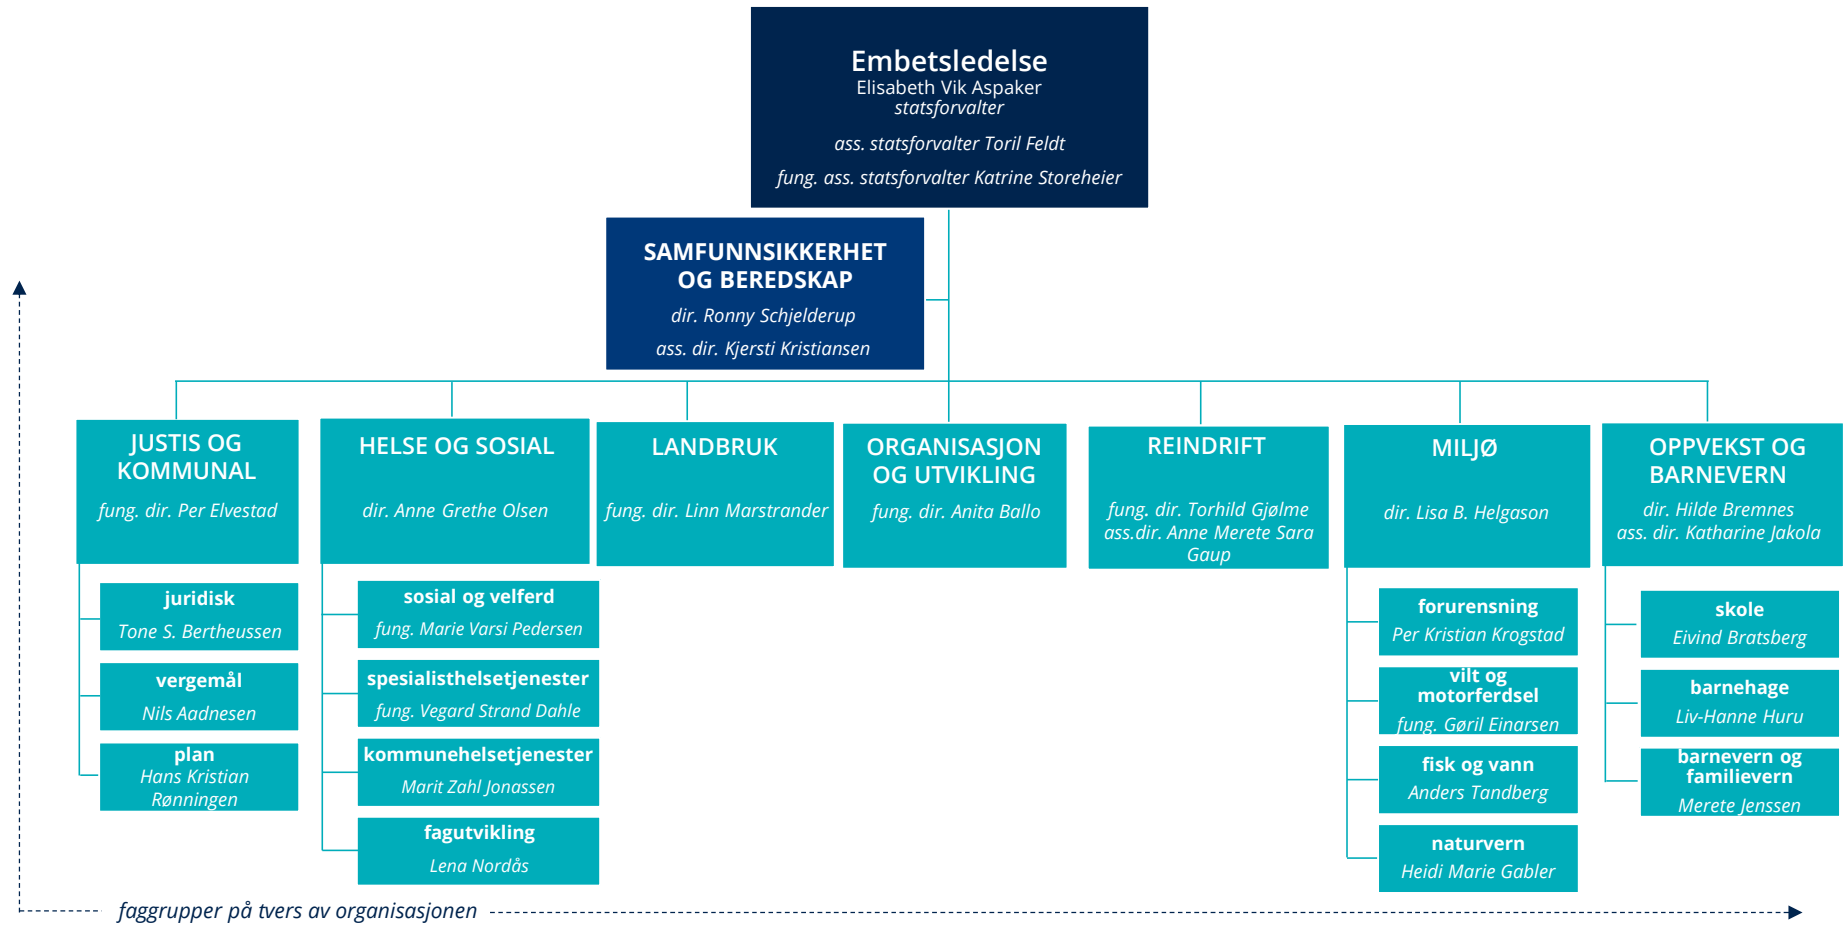 Embetsledelse
Elisabeth Vik Aspaker
statsforvalter
ass. statsforvalter Toril Feldt
fung. ass. statsforvalter Katrine Storeheier
SAMFUNNSIKKERHET
OG BEREDSKAP
dir. Ronny Schjelderup
ass. dir. Kjersti Kristiansen
JUSTIS OG
KOMMUNAL
fung. dir. Per Elvestad
juridisk
Tone S. Bertheussen
vergemål
Nils Aadnesen
plan
Hans Kristian
Rønningen
HELSE OG SOSIAL
dir. Anne Grethe Olsen
sosial og velferd
fung. Marie Varsi Pedersen
spesialisthelsetjenester
fung. Vegard Strand Dahle
kommunehelsetjenester
Marit Zahl Jonassen
fagutvikling
Lena Nordås
LANDBRUK
fung. dir. Linn Marstrander
ORGANISASJON
OG UTVIKLING
fung. dir. Anita Ballo
REINDRIFT
fung. dir. Torhild Gjølme
ass.dir. Anne Merete Sara
Gaup
MILJØ
dir. Lisa B. Helgason
forurensning
Per Kristian Krogstad
vilt og
motorferdsel
fung. Gøril Einarsen
fisk og vann
Anders Tandberg
naturvern
Heidi Marie Gabler
OPPVEKST OG
BARNEVERN
dir. Hilde Bremnes
ass. dir. Katharine Jakola
skole
Eivind Bratsberg
barnehage
Liv-Hanne Huru
barnevern og
familievern
Merete Jenssen
faggrupper på tvers av organisasjonen